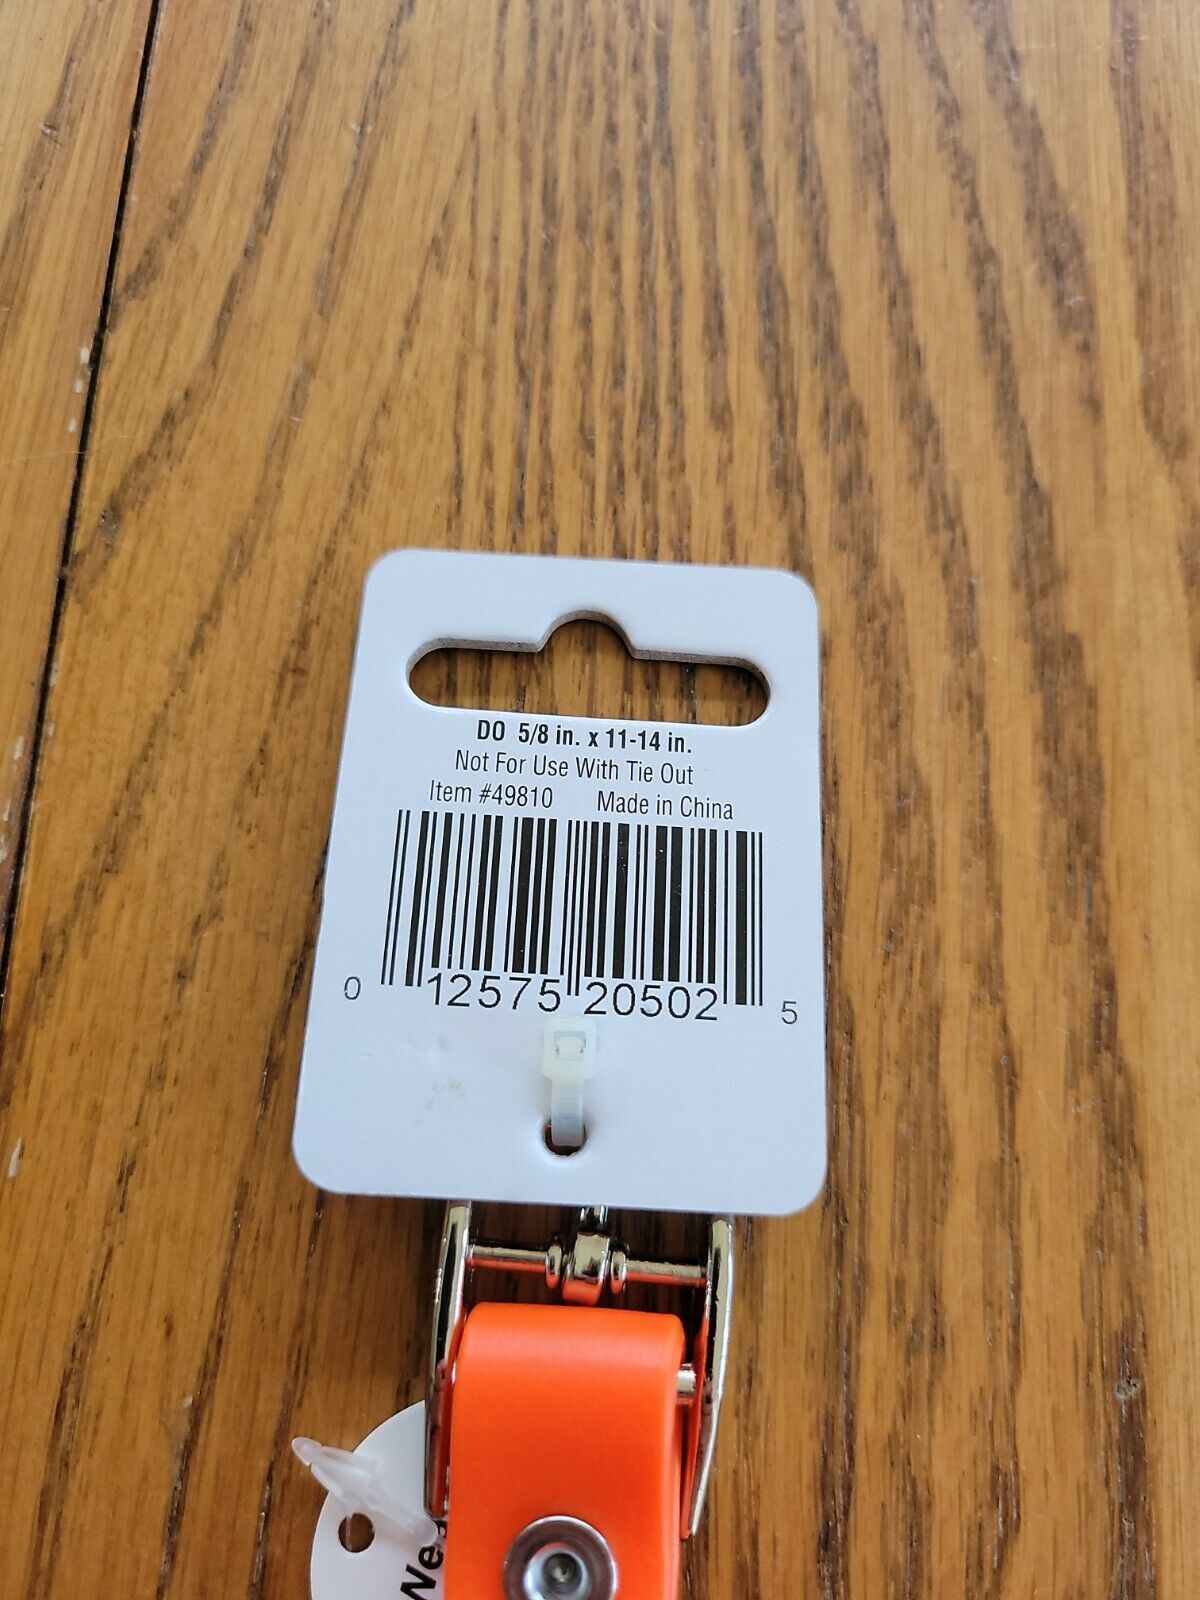 DO 5/8 in. x 11-14 in.
Not For Use With Tie Out
Item #49810 Made in China
0 12575 20502 5
We